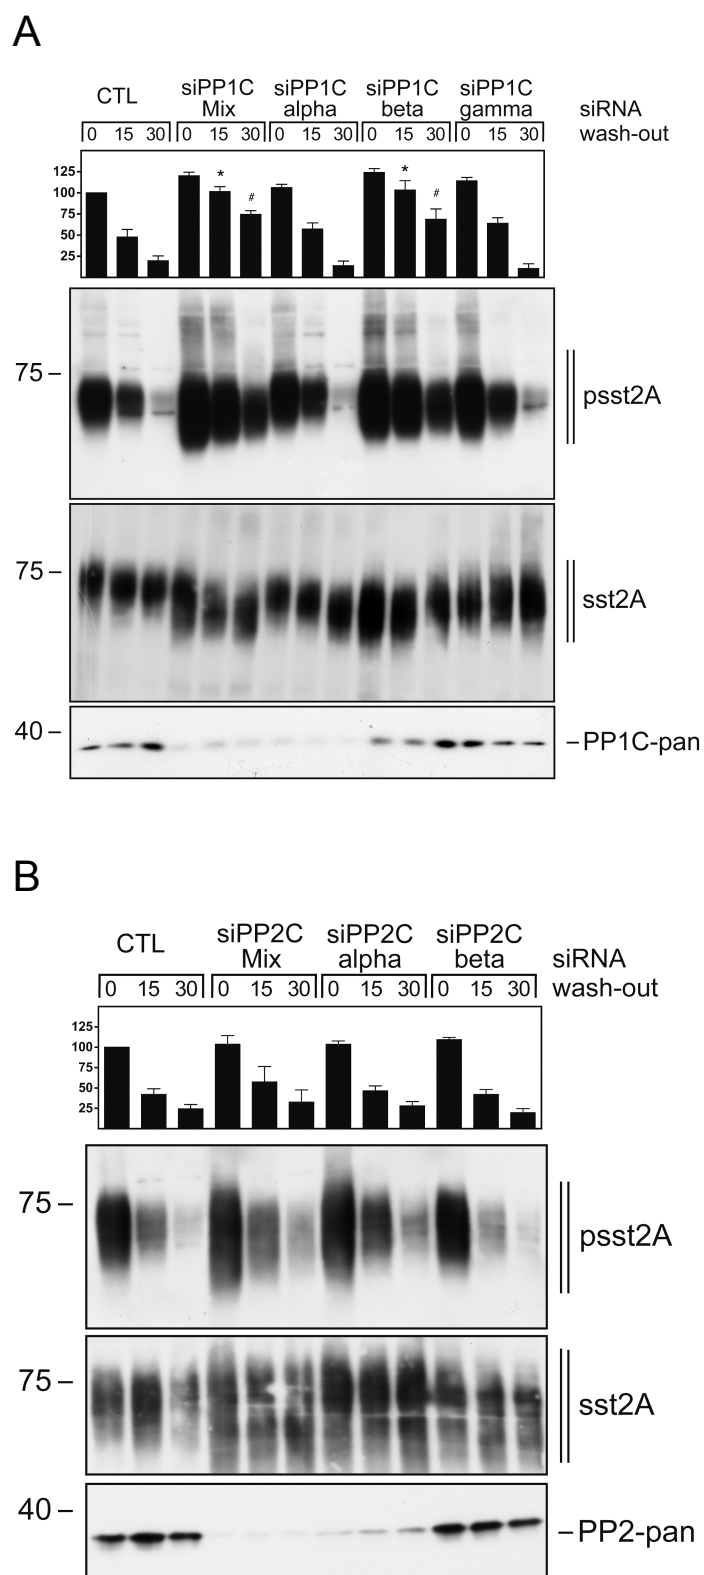 A
CTL siPP1C Mix siPP1C alpha siPP1C beta siPP1C gamma siRNA
0 15 30 0 15 30 0 15 30 0 15 30 0 15 30 wash-out
125
100
75
50
25
* # * #
75 –
psst2A
75 –
sst2A
40 –
–PP1C-pan
B
CTL siPP2C Mix siPP2C alpha siPP2C beta siRNA
0 15 30 0 15 30 0 15 30 0 15 30 wash-out
125
100
75
50
25
75 –
psst2A
75 –
sst2A
40 –
–PP2-pan